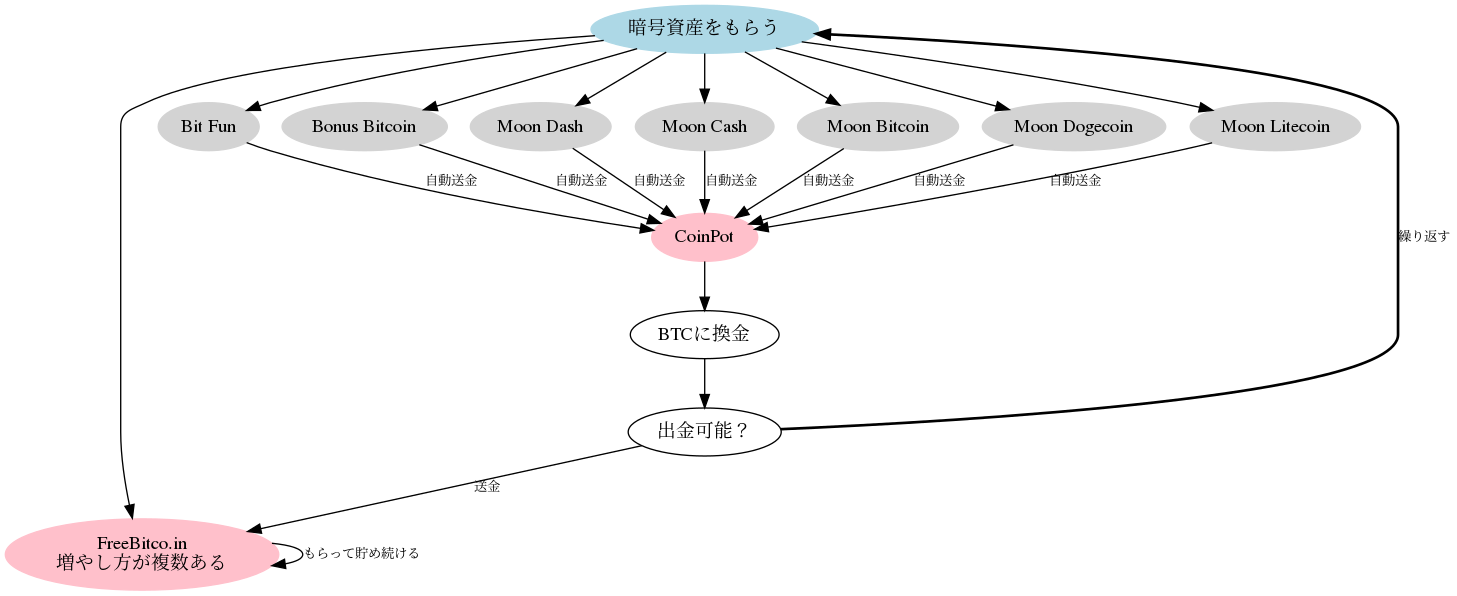 暗号資産をもらう
Bit Fun
Bonus Bitcoin
Moon Dash
Moon Cash
Moon Bitcoin
Moon Dogecoin
Moon Litecoin
自動送金
自動送金
自動送金
自動送金
自動送金
自動送金
自動送金
CoinPot
繰り返す
BTCに換金
出金可能？
送金
FreeBitco.in
増やし方が複数ある
もらって貯め続ける